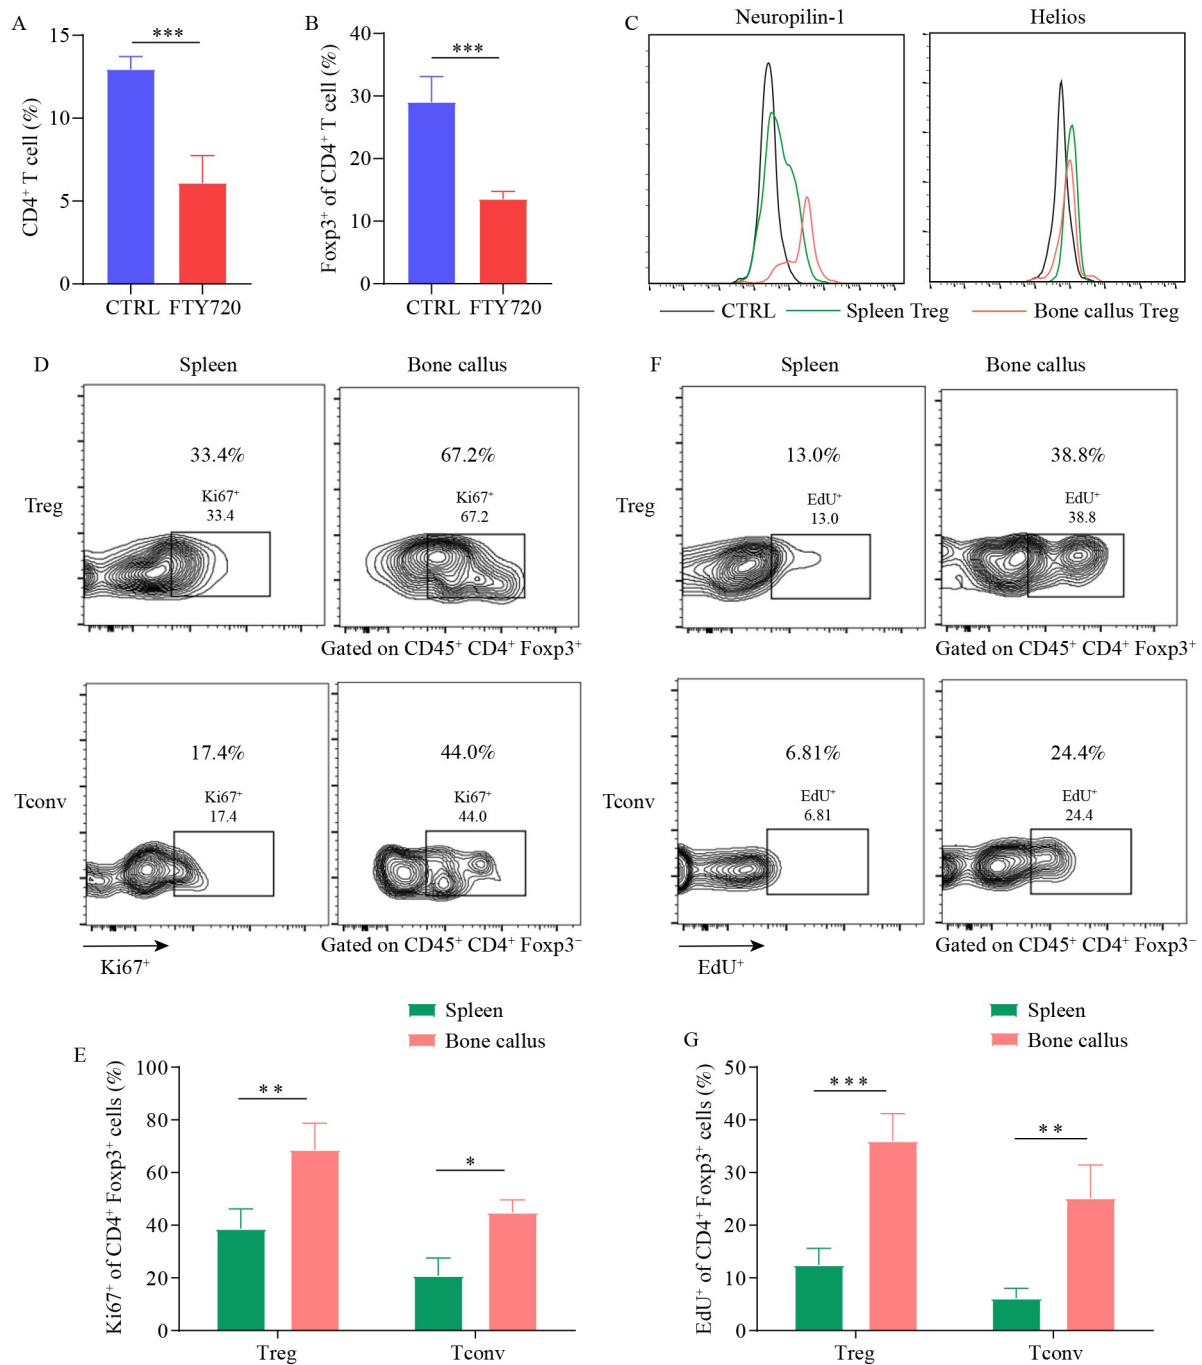 A
CD4⁺ T cell (%)
15
10
5
0
***
CTRL FTY720
B
Foxp3⁺ of CD4⁺ T cell (%)
40
30
20
10
0
***
CTRL FTY720
C
Neuropilin-1
Helios
CTRL
Spleen Treg
Bone callus Treg
D
Spleen
Bone callus
Treg
33.4%
Ki67⁺
33.4
67.2%
Ki67⁺
67.2
Gated on CD45⁺ CD4⁺ Foxp3⁺
Tconv
17.4%
Ki67⁺
17.4
44.0%
Ki67⁺
44.0
Gated on CD45⁺ CD4⁺ Foxp3⁻
Ki67⁺
F
Spleen
Bone callus
Treg
13.0%
EdU⁺
13.0
38.8%
EdU⁺
38.8
Gated on CD45⁺ CD4⁺ Foxp3⁺
Tconv
6.81%
EdU⁺
6.81
24.4%
EdU⁺
24.4
Gated on CD45⁺ CD4⁺ Foxp3⁻
EdU⁺
E
Spleen
Bone callus
Ki67⁺ of CD4⁺ Foxp3⁺ cells (%)
100
80
60
40
20
0
**
*
Treg
Tconv
G
Spleen
Bone callus
EdU⁺ of CD4⁺ Foxp3⁺ cells (%)
50
40
30
20
10
0
***
**
Treg
Tconv